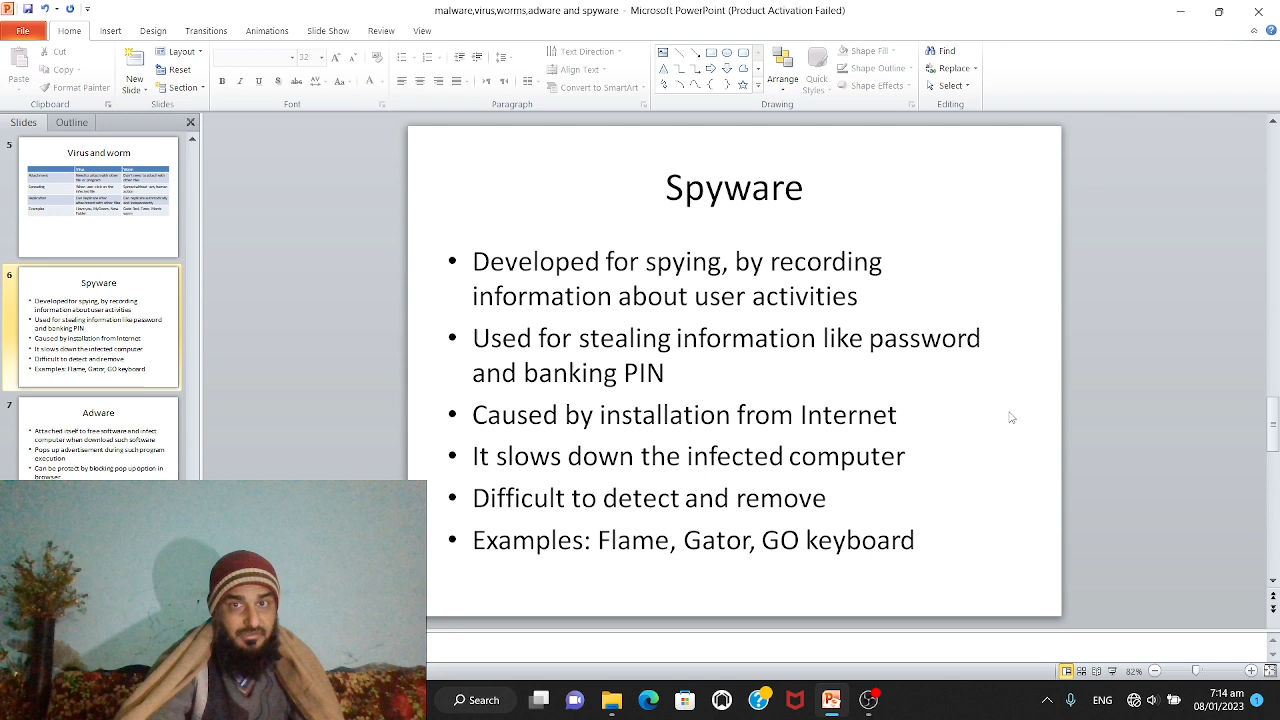 malware,virus,worms,adware and spyware - Microsoft PowerPoint (Product Activation Failed)
File Home Insert Design Transitions Animations Slide Show Review View
Paste
Cut
Copy
Format Painter
Clipboard
New
Slide
Layout
Reset
Section
Slides
32
Font
Text Direction
Align Text
Convert to SmartArt
Paragraph
Arrange
Quick
Styles
Shape Fill
Shape Outline
Shape Effects
Drawing
Find
Replace
Select
Editing
Slides Outline
5
Virus and worm
6
Spyware
• Developed for spying, by recording
information about user activities
• Used for stealing information like password
and banking PIN
• Caused by installation from Internet
• It slows down the infected computer
• Difficult to detect and remove
• Examples: Flame, Gator, GO keyboard
7
Adware
• Attached itself to free software and infect
computer when download such software
• Pops up advertisement during such program
execution
• Can be protect by blocking pop up option in
browser
Spyware
• Developed for spying, by recording
information about user activities
• Used for stealing information like password
and banking PIN
• Caused by installation from Internet
• It slows down the infected computer
• Difficult to detect and remove
• Examples: Flame, Gator, GO keyboard
82%
Search
ENG
7:14 am
08/01/2023